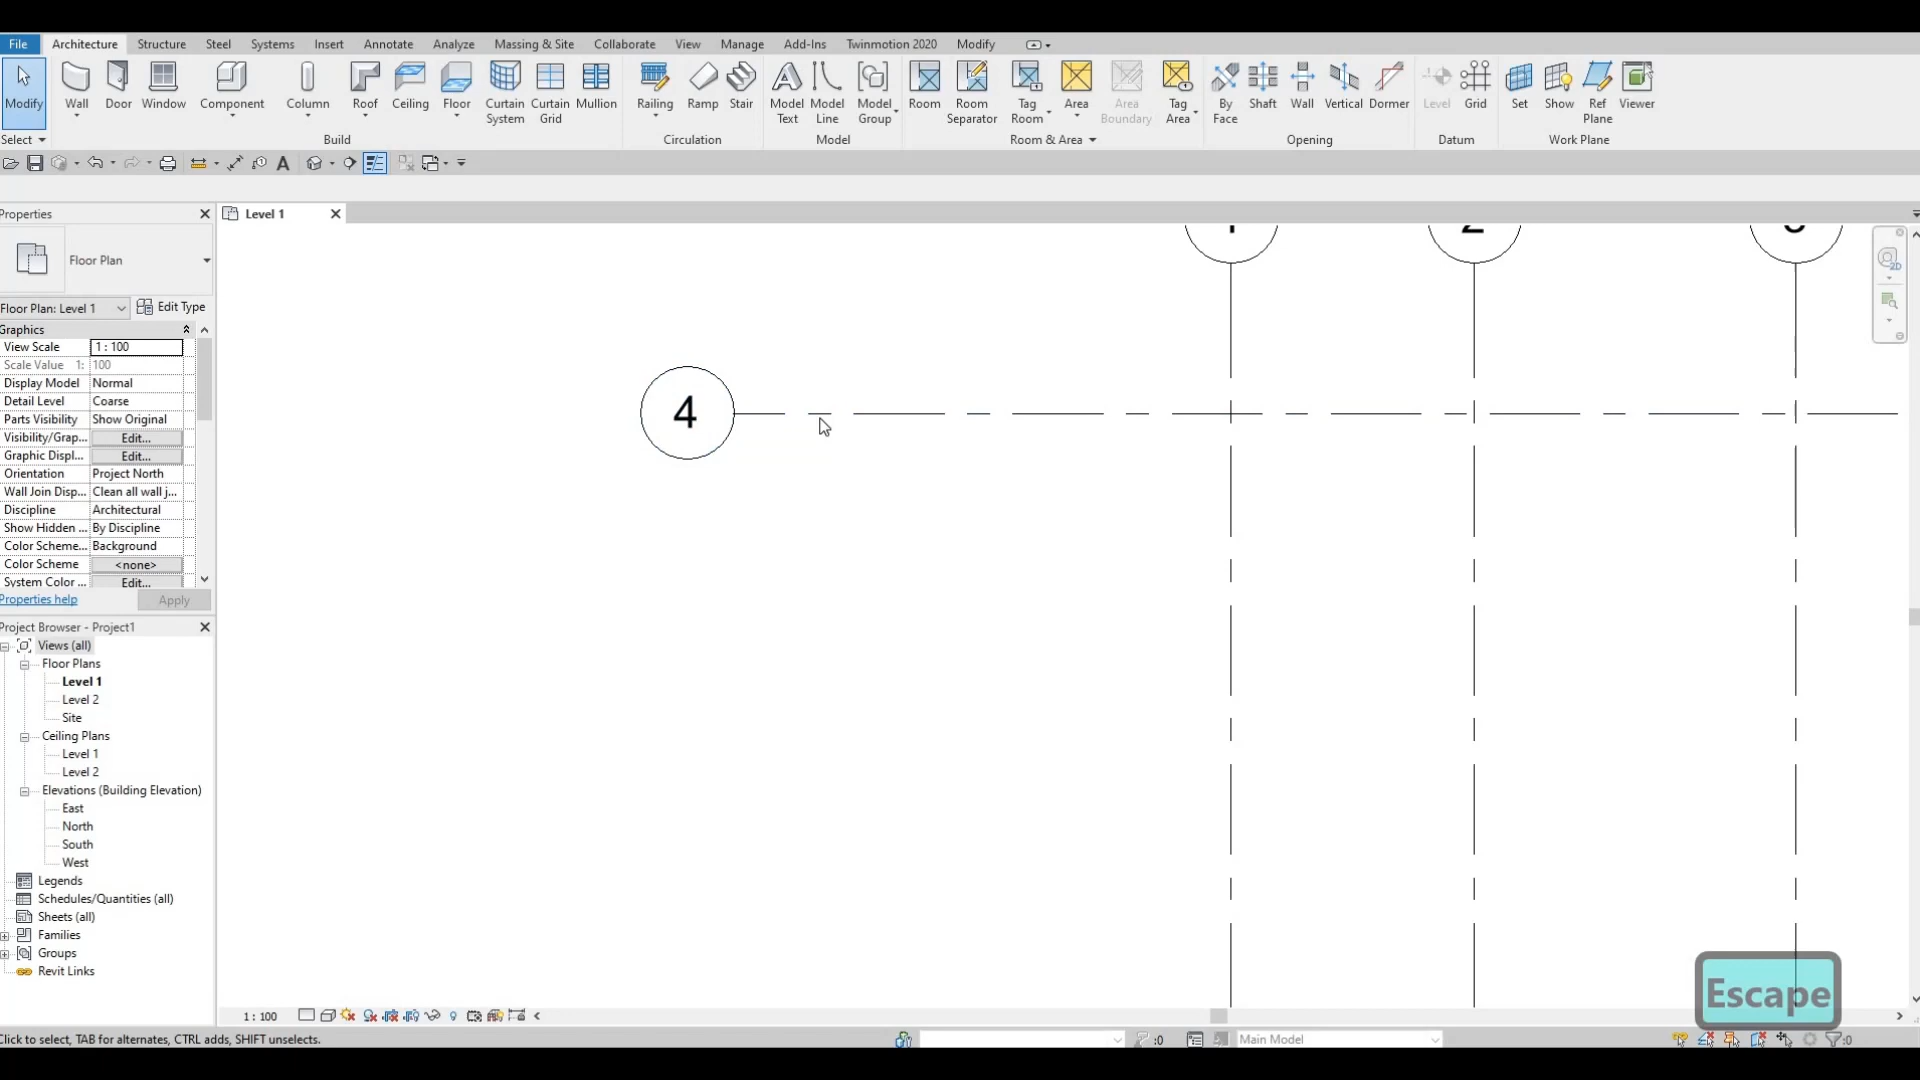 File Architecture Structure Steel Systems Insert Annotate Analyze Massing & Site Collaborate View Manage Add-Ins Twinmotion 2020 Modify
Modify Wall Door Window Component Column Roof Ceiling Floor Curtain System Curtain Grid Mullion Railing Ramp Stair Model Text Model Line Model Group Room Room Separator Tag Room Area Area Boundary Tag Area By Face Shaft Wall Vertical Dormer Level Grid Set Show Ref Plane Viewer
Select Build Circulation Model Room & Area Opening Datum Work Plane
Properties
Level 1
Floor Plan
Floor Plan: Level 1 Edit Type
Graphics
View Scale 1 : 100
Scale Value 1: 100
Display Model Normal
Detail Level Coarse
Parts Visibility Show Original
Visibility/Grap... Edit...
Graphic Displ... Edit...
Orientation Project North
Wall Join Disp... Clean all wall j...
Discipline Architectural
Show Hidden ... By Discipline
Color Scheme... Background
Color Scheme <none>
System Color ... Edit...
Properties help Apply
Project Browser - Project1
Views (all)
Floor Plans
Level 1
Level 2
Site
Ceiling Plans
Level 1
Level 2
Elevations (Building Elevation)
East
North
South
West
Legends
Schedules/Quantities (all)
Sheets (all)
Families
Groups
Revit Links
1 2
4
2D
Escape
1 : 100
Click to select, TAB for alternates, CTRL adds, SHIFT unselects.
:0
Main Model
:0